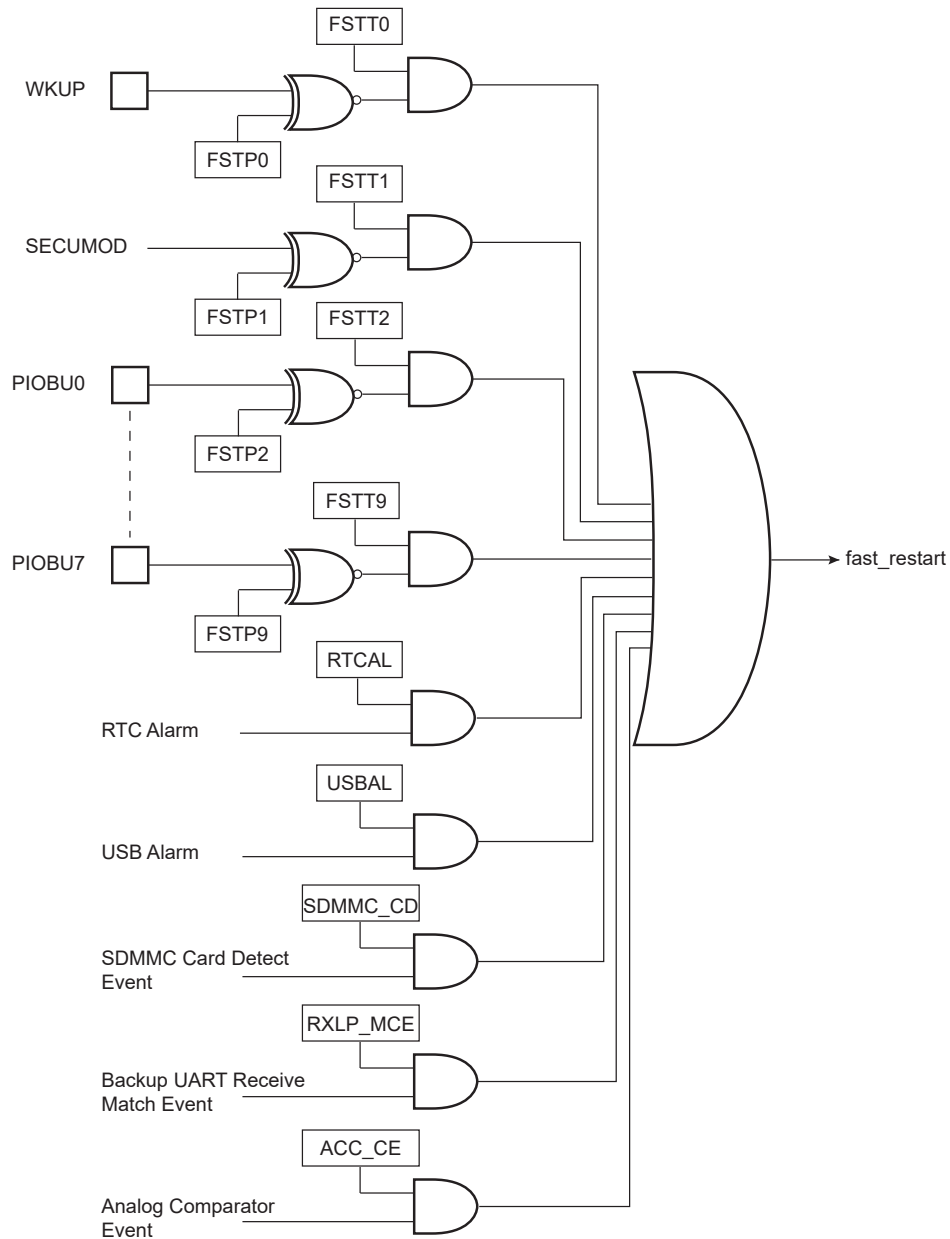 FSTT0
WKUP
FSTP0
FSTT1
SECUMOD
FSTP1
FSTT2
PIOBU0
FSTP2
FSTT9
PIOBU7
fast_restart
FSTP9
RTCAL
RTC Alarm
USBAL
USB Alarm
SDMMC_CD
SDMMC Card Detect
Event
RXLP_MCE
Backup UART Receive
Match Event
ACC_CE
Analog Comparator
Event